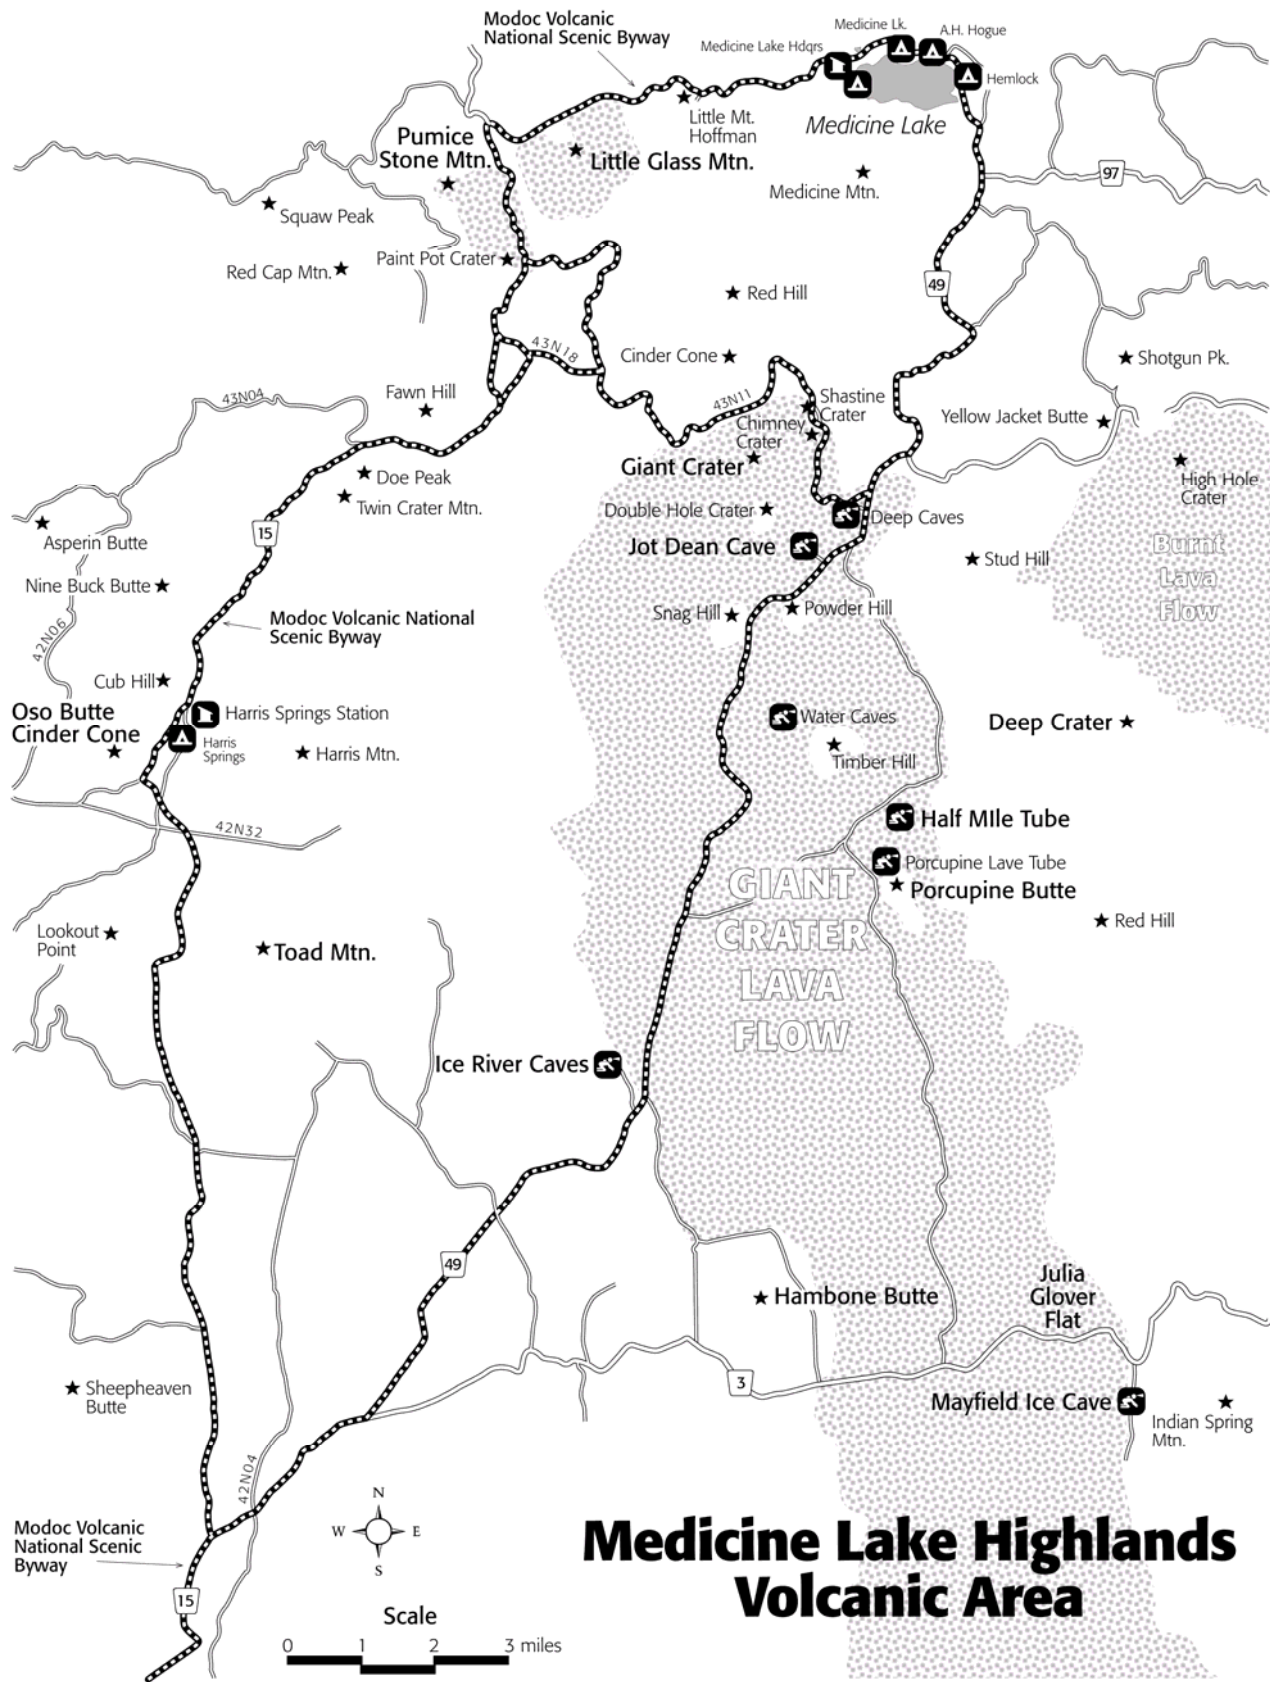 Modoc Volcanic
National Scenic Byway
Medicine Lk.
A.H. Hogue
Medicine Lake Hdqrs
Hemlock
Little Mt.
Hoffman
Medicine Lake
Pumice
Stone Mtn.
Little Glass Mtn.
Medicine Mtn.
97
Squaw Peak
Paint Pot Crater
Red Cap Mtn.
49
Red Hill
43N18
Cinder Cone
Shotgun Pk.
Fawn Hill
43N04
43N11
Shastine
Crater
Chimney
Crater
Yellow Jacket Butte
Giant Crater
Doe Peak
Twin Crater Mtn.
High Hole
Crater
Double Hole Crater
Deep Caves
15
Asperin Butte
Jot Dean Cave
Burnt
Lava
Flow
Stud Hill
Nine Buck Butte
Snag Hill
Powder Hill
Modoc Volcanic National
Scenic Byway
42N06
Cub Hill
Oso Butte
Cinder Cone
Harris Springs Station
Harris
Springs
Harris Mtn.
Water Caves
Deep Crater
Timber Hill
42N32
Half MIle Tube
Porcupine Lave Tube
Porcupine Butte
GIANT
CRATER
LAVA
FLOW
Red Hill
Lookout
Point
Toad Mtn.
Ice River Caves
49
Julia
Glover
Flat
Hambone Butte
3
Sheepheaven
Butte
Mayfield Ice Cave
Indian Spring
Mtn.
42N04
N
W
E
S
Modoc Volcanic
National Scenic
Byway
15
Medicine Lake Highlands
Volcanic Area
Scale
0 1 2 3 miles